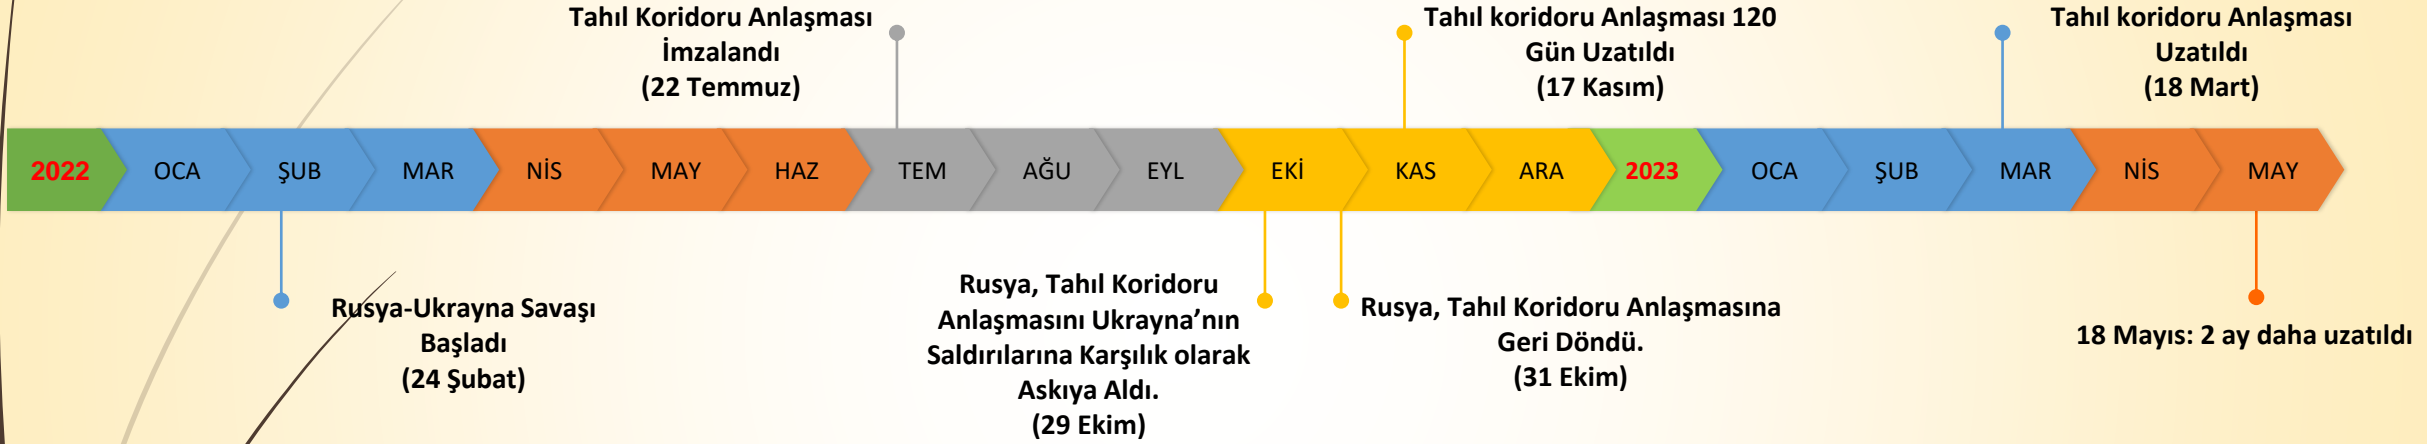 Tahıl Koridoru Anlaşması
İmzalandı
(22 Temmuz)
Tahıl koridoru Anlaşması 120
Gün Uzatıldı
(17 Kasım)
Tahıl koridoru Anlaşması
Uzatıldı
(18 Mart)
2022
OCA
ŞUB
MAR
NİS
MAY
HAZ
TEM
AĞU
EYL
EKİ
KAS
ARA
2023
OCA
ŞUB
MAR
NİS
MAY
Rusya-Ukrayna Savaşı
Başladı
(24 Şubat)
Rusya, Tahıl Koridoru
Anlaşmasını Ukrayna’nın
Saldırılarına Karşılık olarak
Askıya Aldı.
(29 Ekim)
Rusya, Tahıl Koridoru Anlaşmasına
Geri Döndü.
(31 Ekim)
18 Mayıs: 2 ay daha uzatıldı